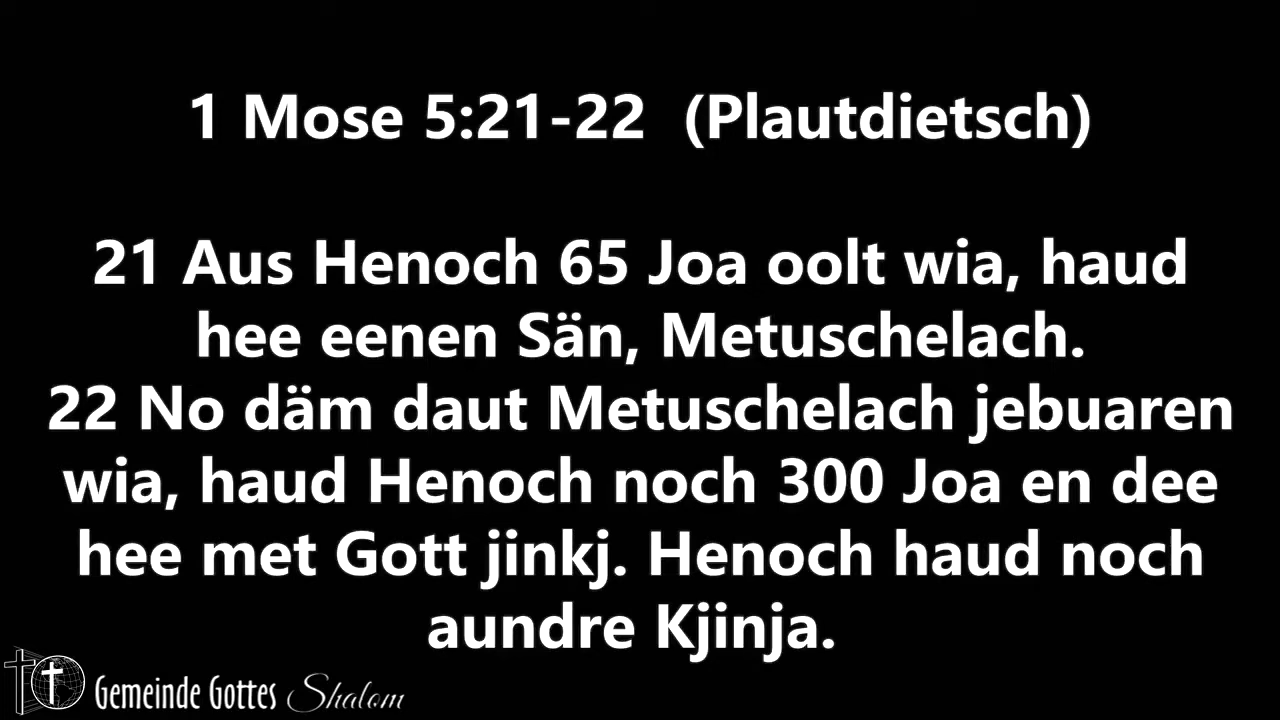 1 Mose 5:21-22 (Plautdietsch)
21 Aus Henoch 65 Joa oolt wia, haud
hee eenen Sän, Metuschelach.
22 No däm daut Metuschelach jebuaren
wia, haud Henoch noch 300 Joa en dee
hee met Gott jinkj. Henoch haud noch
aundre Kjinja.
Gemeinde Gottes Shalom